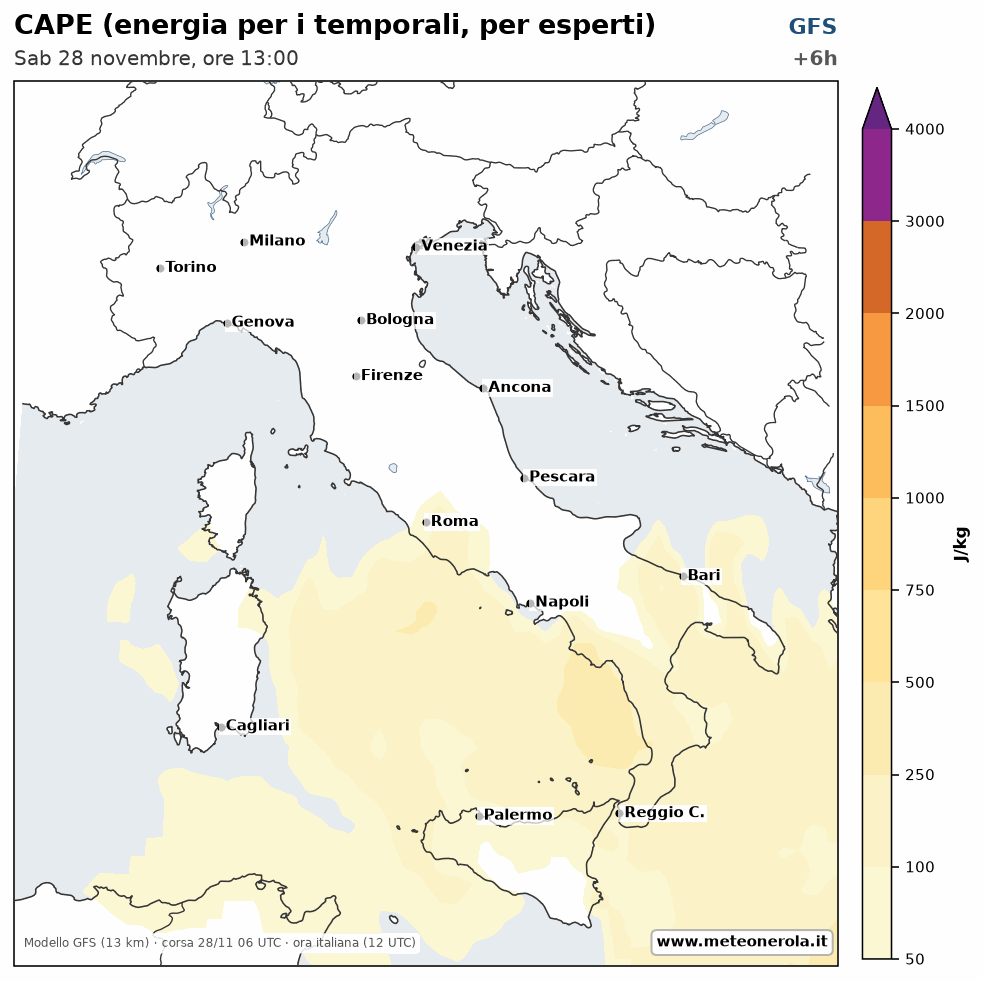 CAPE (energia per i temporali, per esperti)
GFS
Sab 28 novembre, ore 13:00
+6h
4000
3000
2000
1500
1000
750
500
250
100
50
J/kg
Milano
Venezia
Torino
Genova
Bologna
Firenze
Ancona
Pescara
Roma
Bari
Napoli
Cagliari
Palermo
Reggio C.
Modello GFS (13 km) · corsa 28/11 06 UTC · ora italiana (12 UTC)
www.meteonerola.it